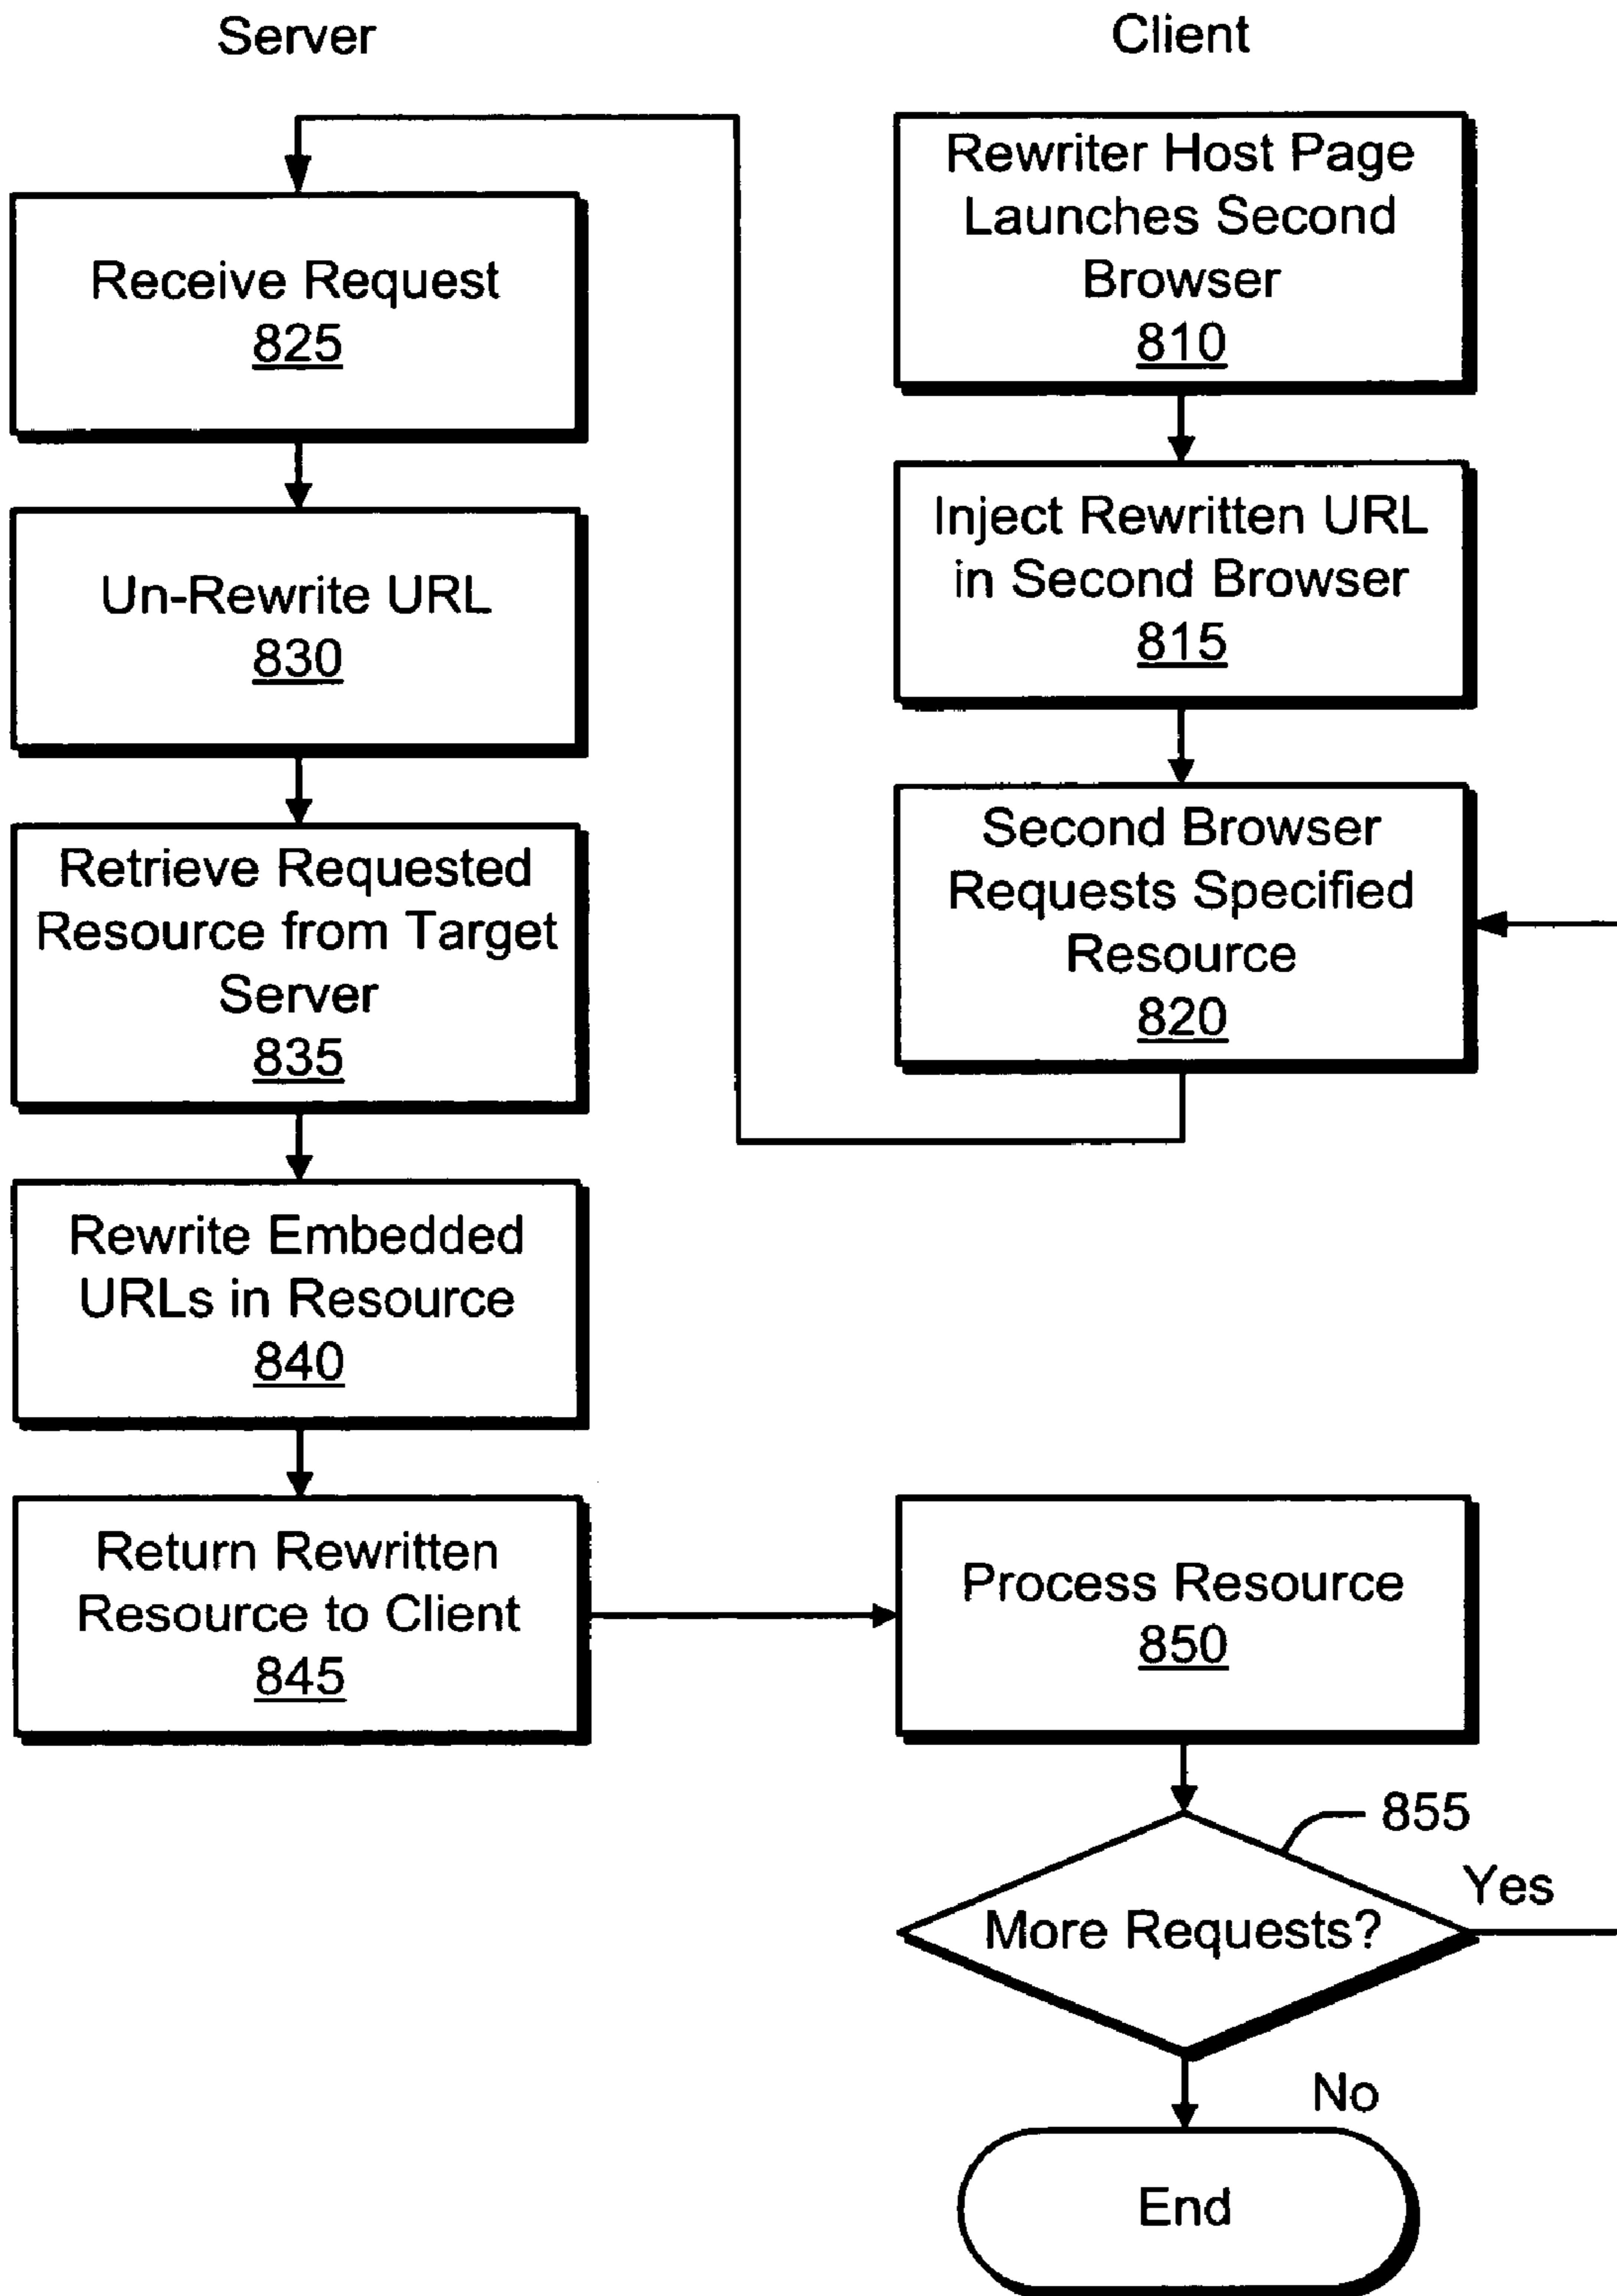 Server
Client
Rewriter Host Page
Launches Second
Browser
810
Inject Rewritten URL
in Second Browser
815
Second Browser
Requests Specified
Resource
820
Receive Request
825
Un-Rewrite URL
830
Retrieve Requested
Resource from Target
Server
835
Rewrite Embedded
URLs in Resource
840
Return Rewritten
Resource to Client
845
Process Resource
850
855
More Requests?
Yes
No
End